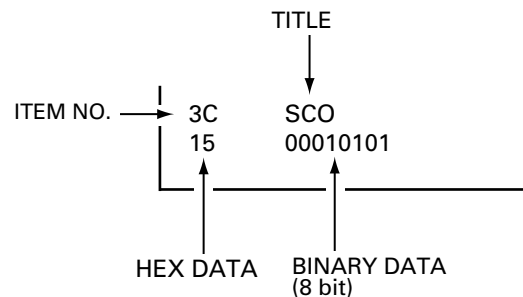 TITLE
ITEM NO. 3C SCO
15 00010101
HEX DATA BINARY DATA
(8 bit)